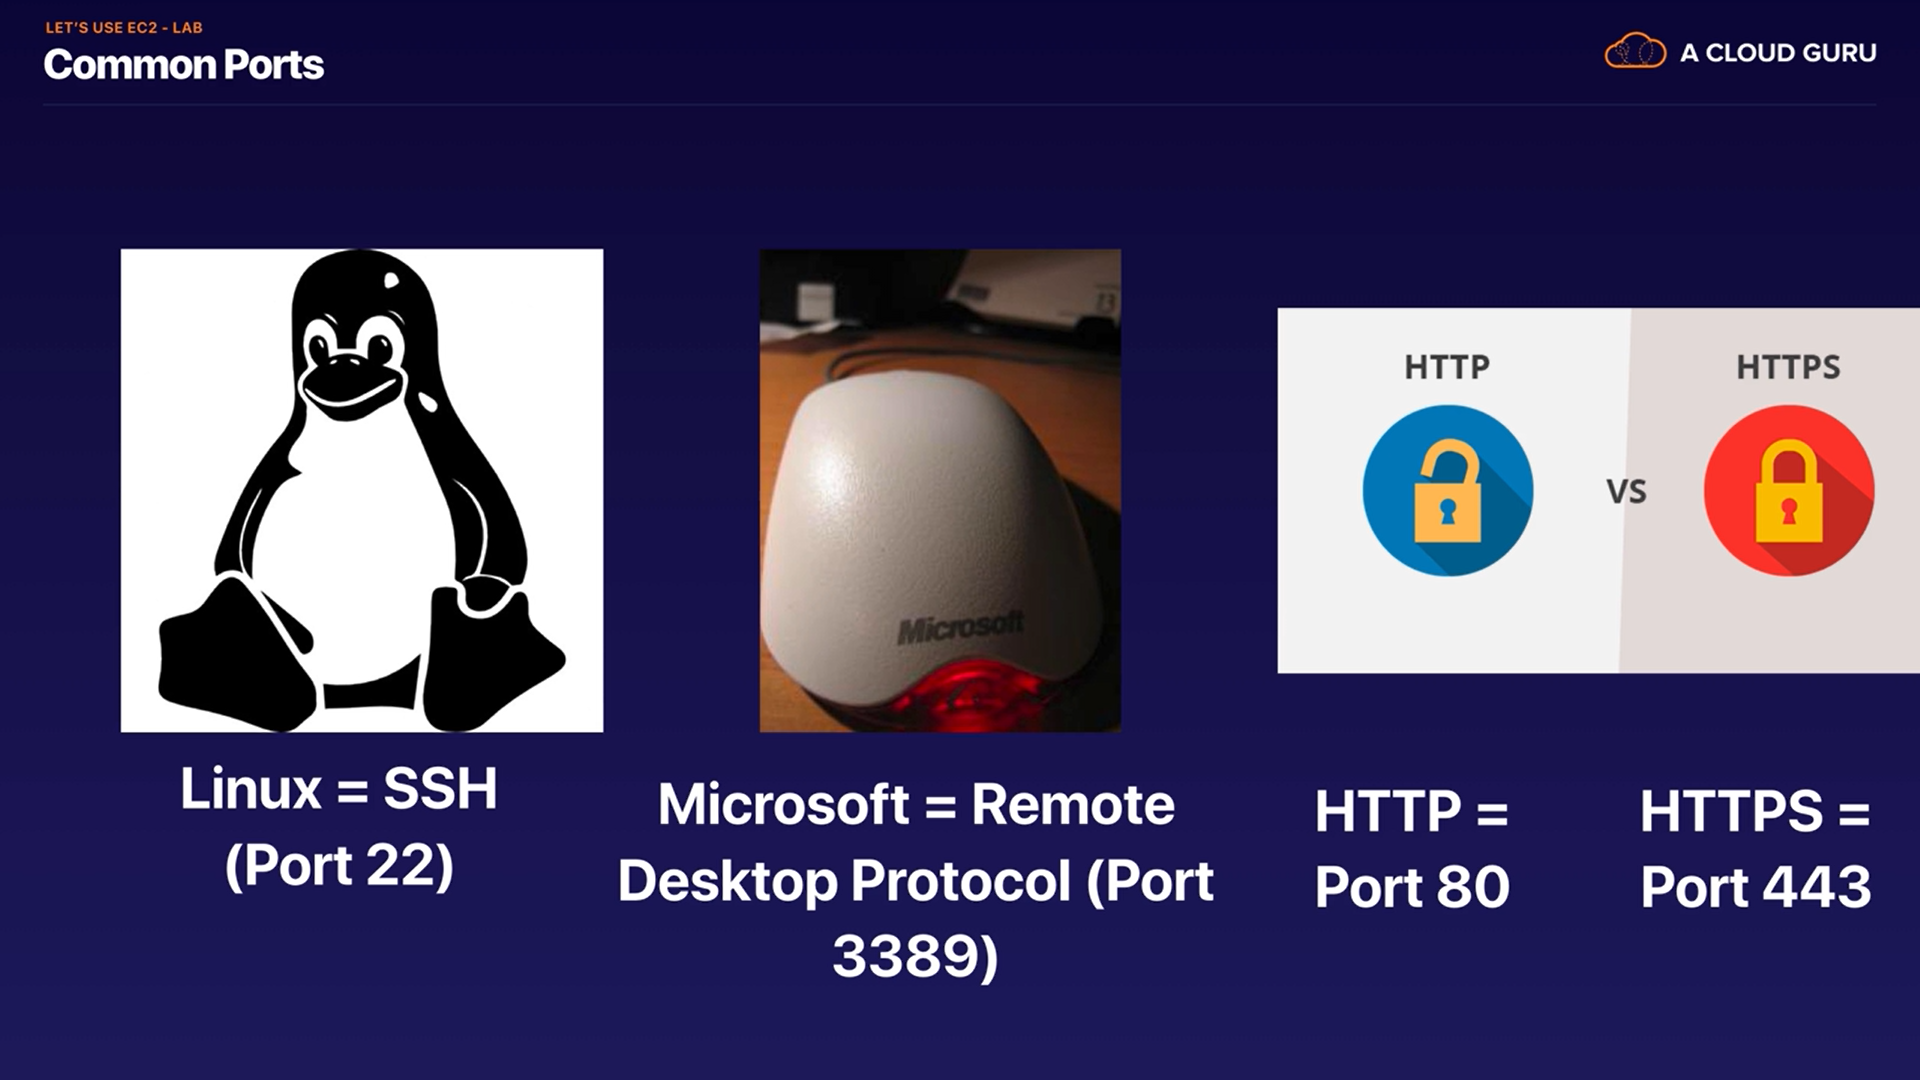 LET'S USE EC2 - LAB
Common Ports
A CLOUD GURU
Microsoft
13
HTTP
HTTPS
VS
Linux = SSH
(Port 22)
Microsoft = Remote
Desktop Protocol (Port
3389)
HTTP =
Port 80
HTTPS =
Port 443